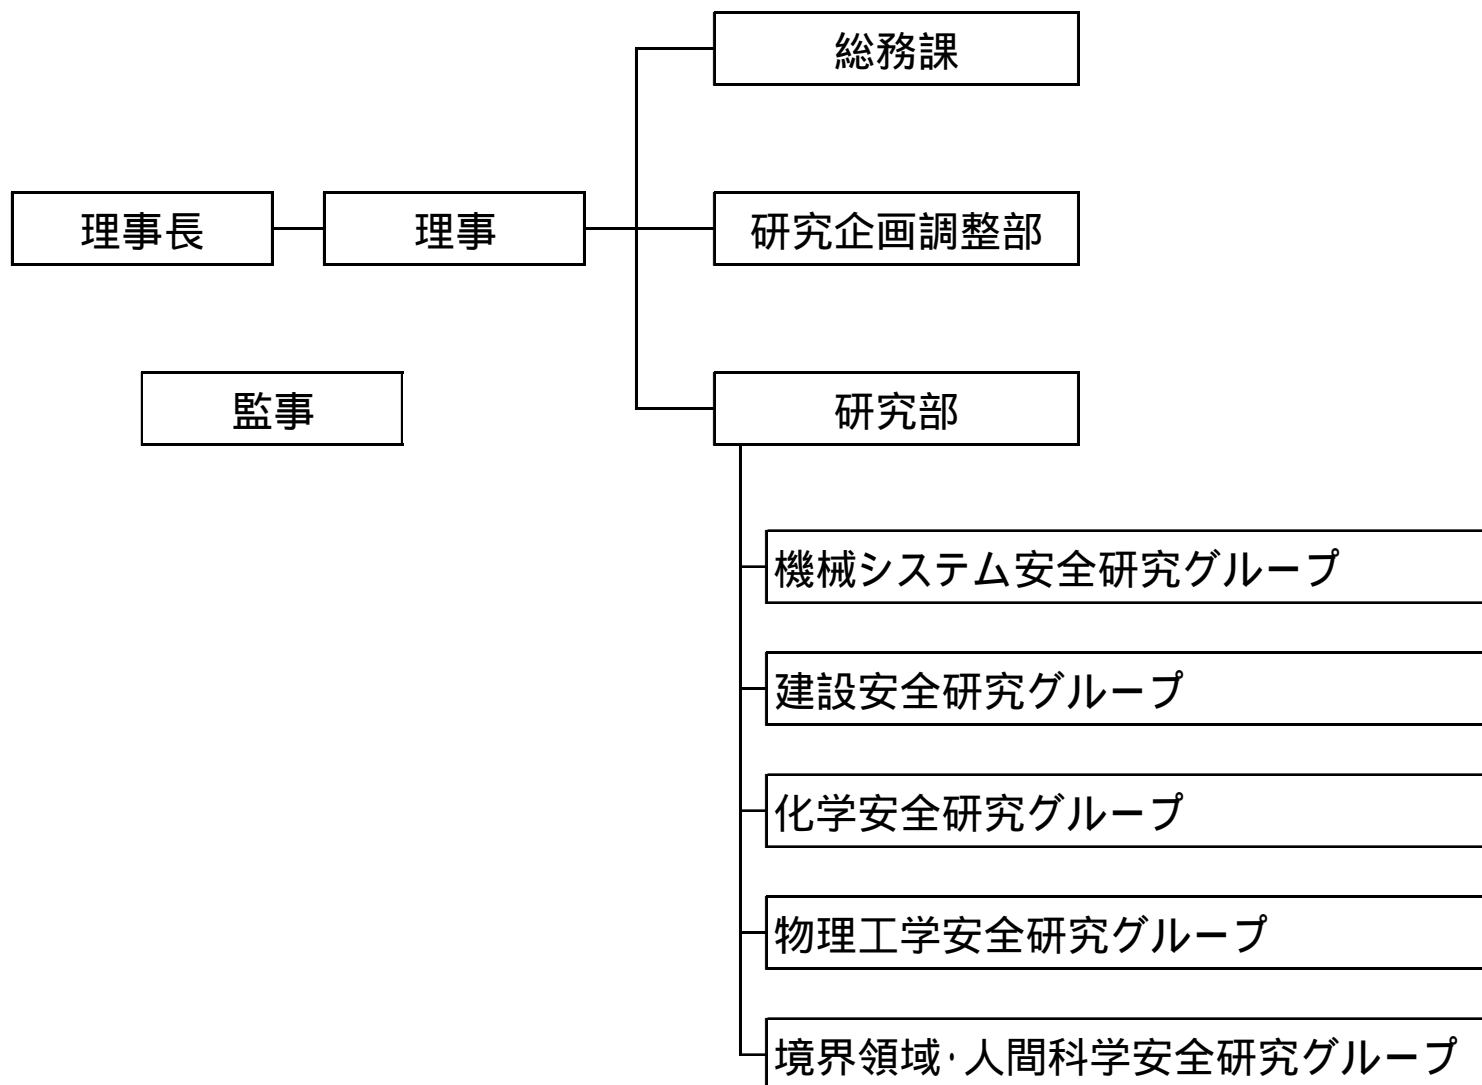 総務課
理事長
理事
研究企画調整部
監事
研究部
機械システム安全研究グループ
建設安全研究グループ
化学安全研究グループ
物理工学安全研究グループ
境界領域・人間科学安全研究グループ